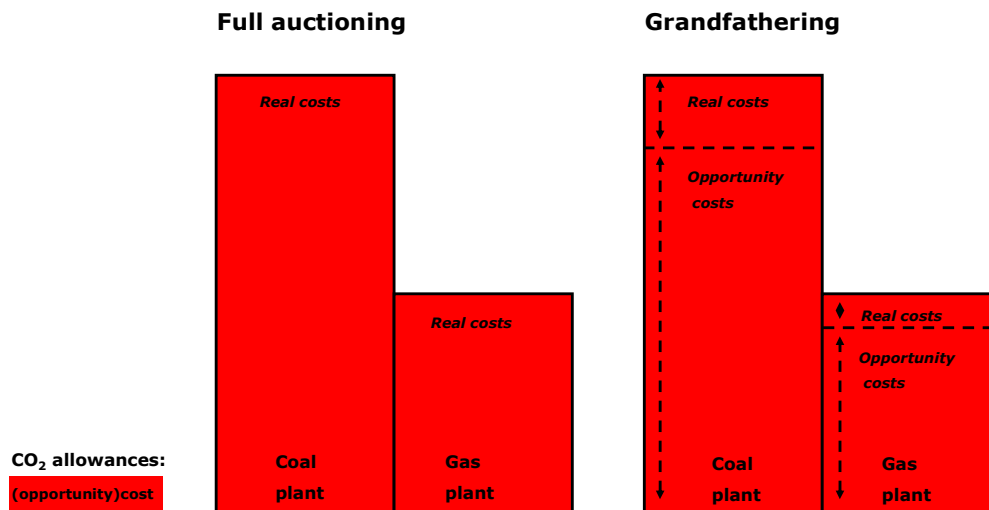 Full auctioning
Grandfathering
Real costs
Real costs
Real costs
Opportunity
costs
Real costs
Opportunity
costs
CO₂ allowances:
(opportunity)cost
Coal
plant
Gas
plant
Coal
plant
Gas
plant